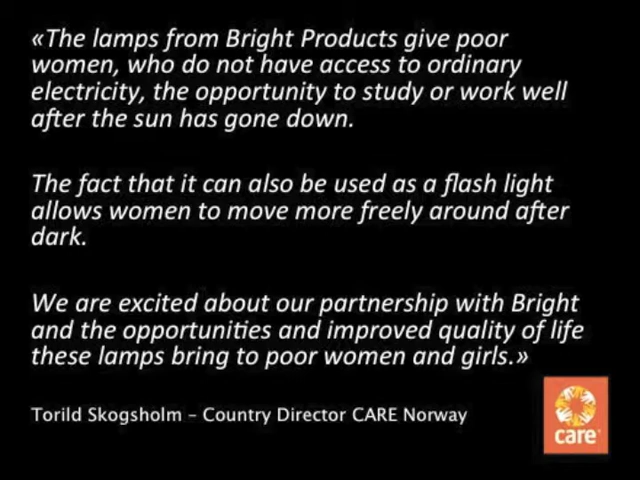 «The lamps from Bright Products give poor
women, who do not have access to ordinary
electricity, the opportunity to study or work well
after the sun has gone down.
The fact that it can also be used as a flash light
allows women to move more freely around after
dark.
We are excited about our partnership with Bright
and the opportunities and improved quality of life
these lamps bring to poor women and girls.»
Torild Skogsholm – Country Director CARE Norway
care®